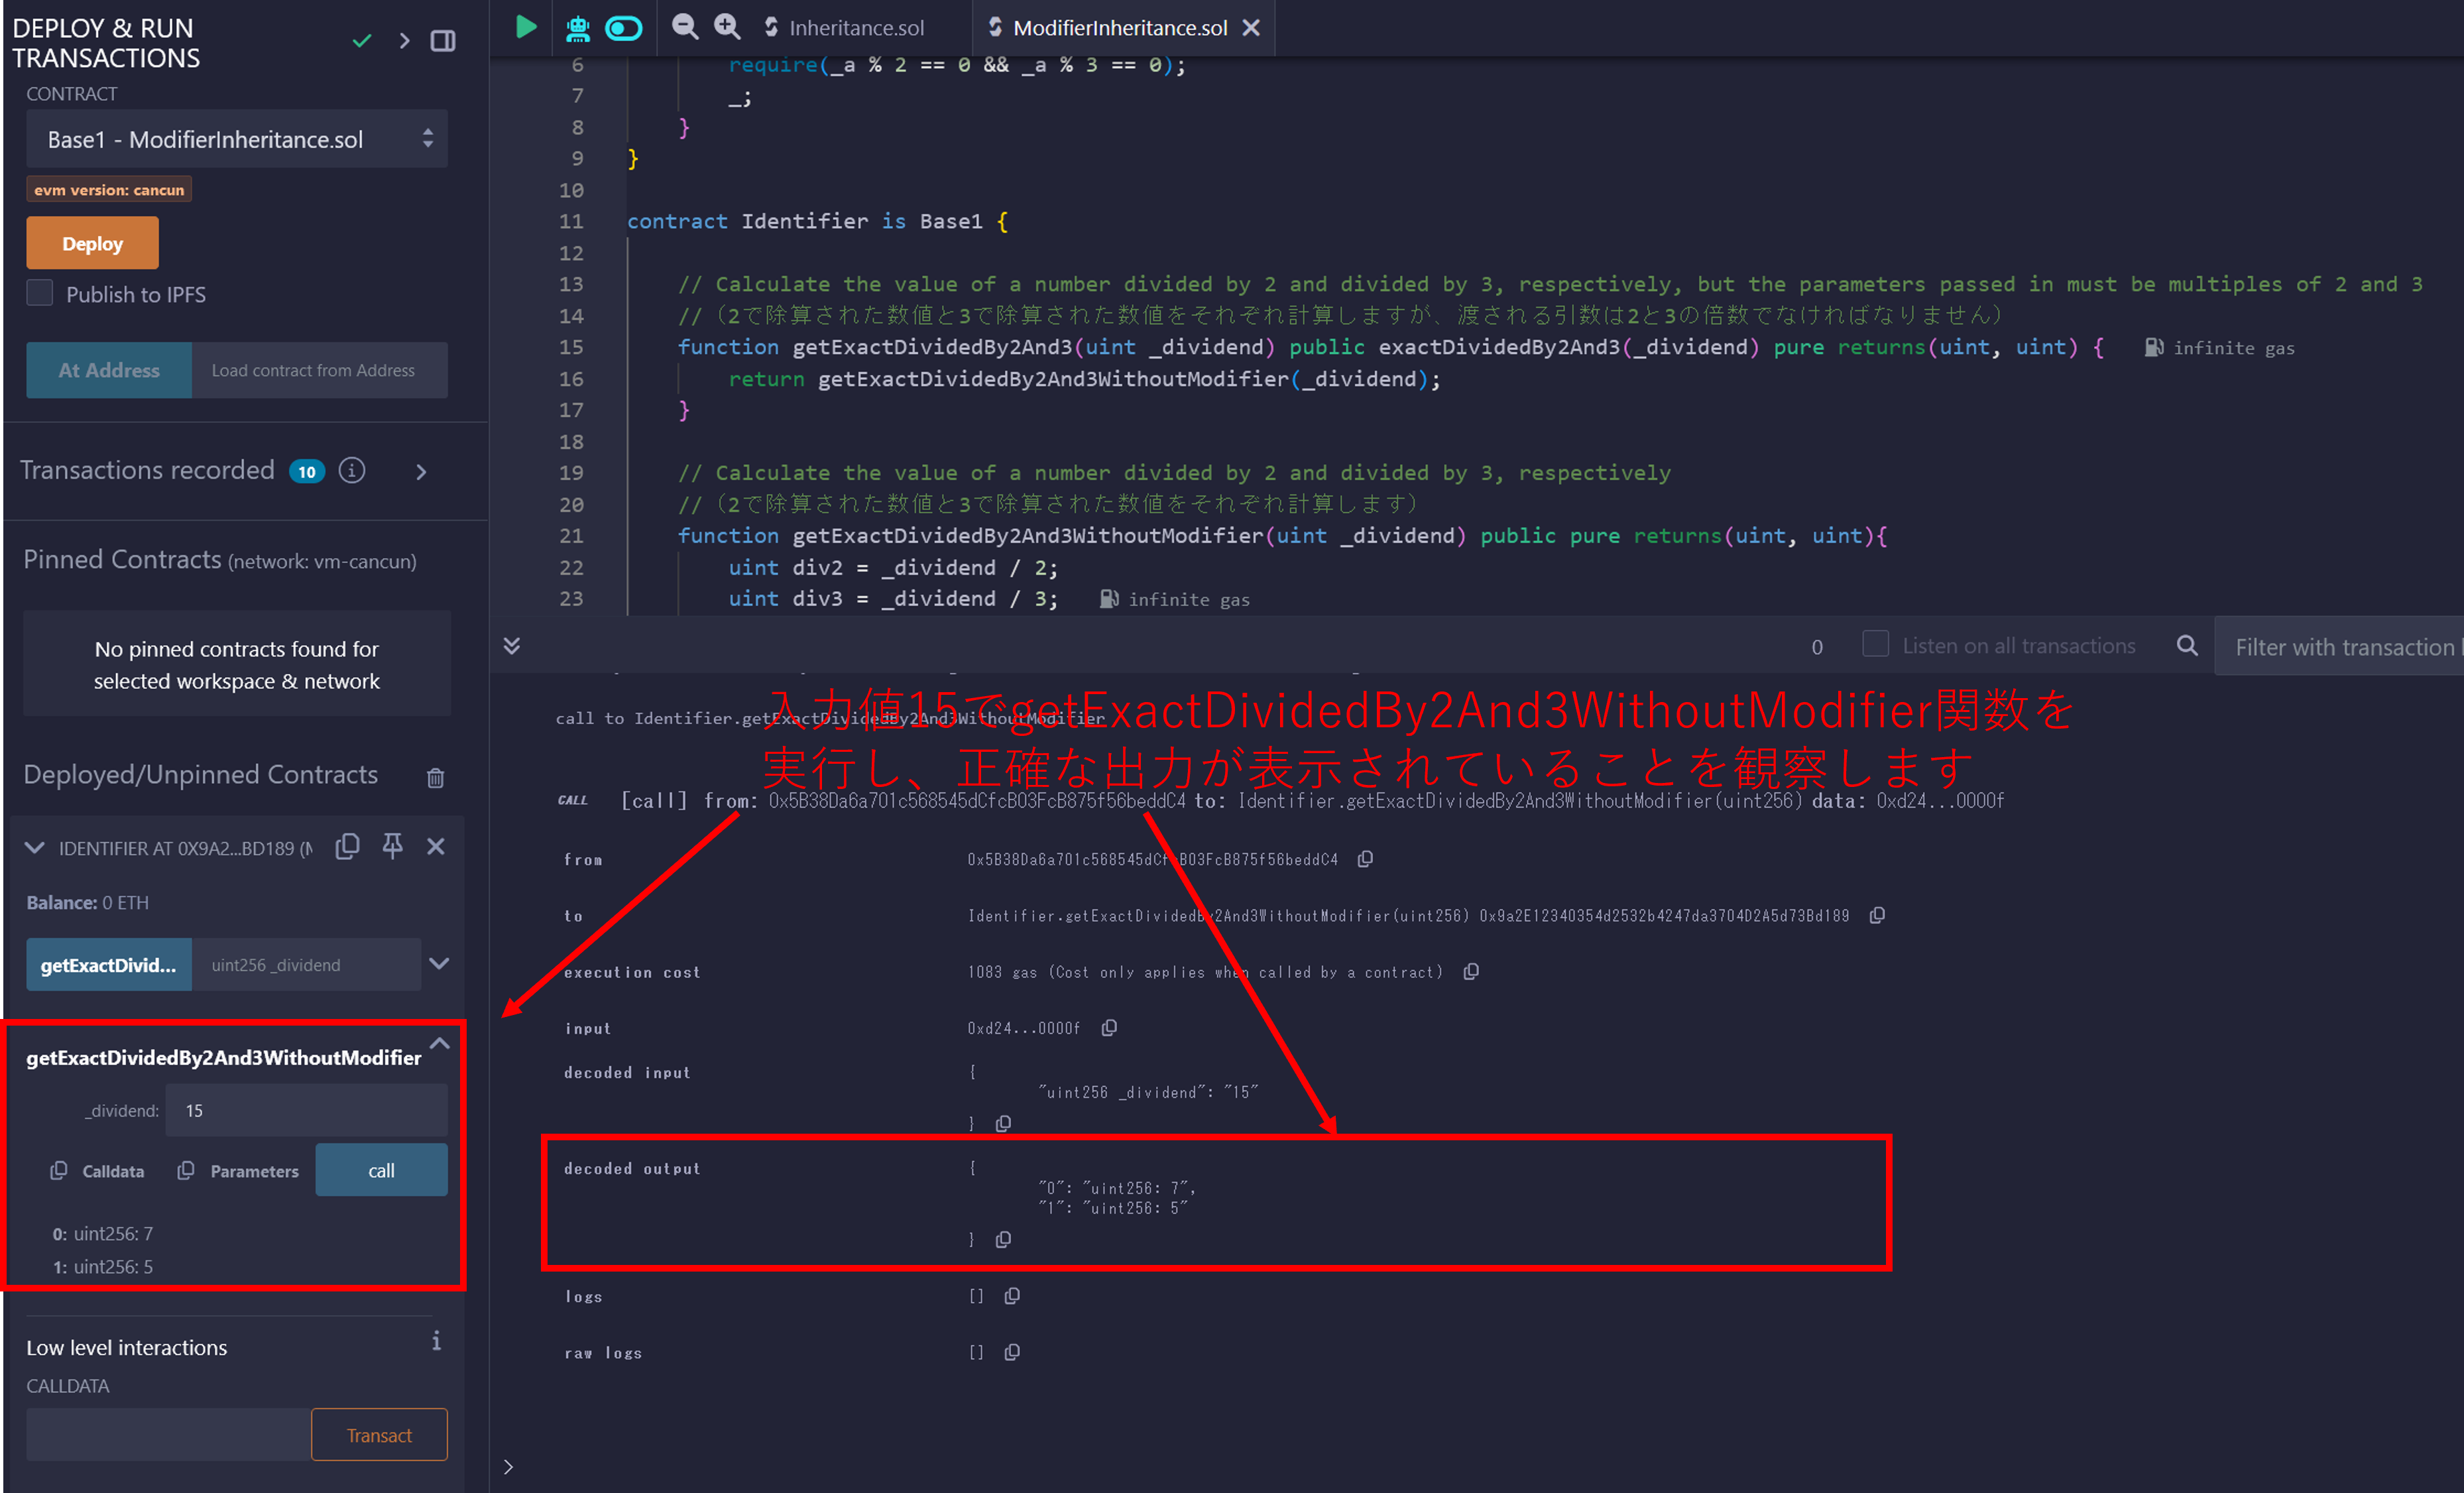 DEPLOY & RUN
TRANSACTIONS
CONTRACT
Base1 - ModifierInheritance.sol
evm version: cancun
Deploy
Publish to IPFS
At Address
Load contract from Address
Transactions recorded 10
Pinned Contracts (network: vm-cancun)
No pinned contracts found for
selected workspace & network
Deployed/Unpinned Contracts
IDENTIFIER AT 0X9A2...BD189 (M
Balance: 0 ETH
getExactDivid...
uint256 _dividend
getExactDividedBy2And3WithoutModifier
_dividend: 15
Calldata Parameters call
0: uint256: 7
1: uint256: 5
Low level interactions
CALLDATA
Transact
Inheritance.sol
ModifierInheritance.sol
6 require(_a % 2 == 0 && _a % 3 == 0);
7 _;
8 }
9 }
10
11 contract Identifier is Base1 {
12
13 // Calculate the value of a number divided by 2 and divided by 3, respectively, but the parameters passed in must be multiples of 2 and 3
14 //（2で除算された数値と3で除算された数値をそれぞれ計算しますが、渡される引数は2と3の倍数でなければなりません）
15 function getExactDividedBy2And3(uint _dividend) public exactDividedBy2And3(_dividend) pure returns(uint, uint) { infinite gas
16 return getExactDividedBy2And3WithoutModifier(_dividend);
17 }
18
19 // Calculate the value of a number divided by 2 and divided by 3, respectively
20 //（2で除算された数値と3で除算された数値をそれぞれ計算します）
21 function getExactDividedBy2And3WithoutModifier(uint _dividend) public pure returns(uint, uint){
22 uint div2 = _dividend / 2;
23 uint div3 = _dividend / 3; infinite gas
0 Listen on all transactions
Filter with transaction
入力値15でgetExactDividedBy2And3WithoutModifier関数を
実行し、正確な出力が表示されていることを観察します
call to Identifier.getExactDividedBy2And3WithoutModifier
CALL [call] from: 0x5B38Da6a701c568545dCfcB03FcB875f56beddC4 to: Identifier.getExactDividedBy2And3WithoutModifier(uint256) data: 0xd24...0000f
from 0x5B38Da6a701c568545dCfcB03FcB875f56beddC4
to Identifier.getExactDividedBy2And3WithoutModifier(uint256) 0x9a2E12340354d2532b4247da3704D2A5d73Bd189
execution cost 1083 gas (Cost only applies when called by a contract)
input 0xd24...0000f
decoded input {
"uint256 _dividend": "15"
}
decoded output {
"0": "uint256: 7",
"1": "uint256: 5"
}
logs []
raw logs []
>